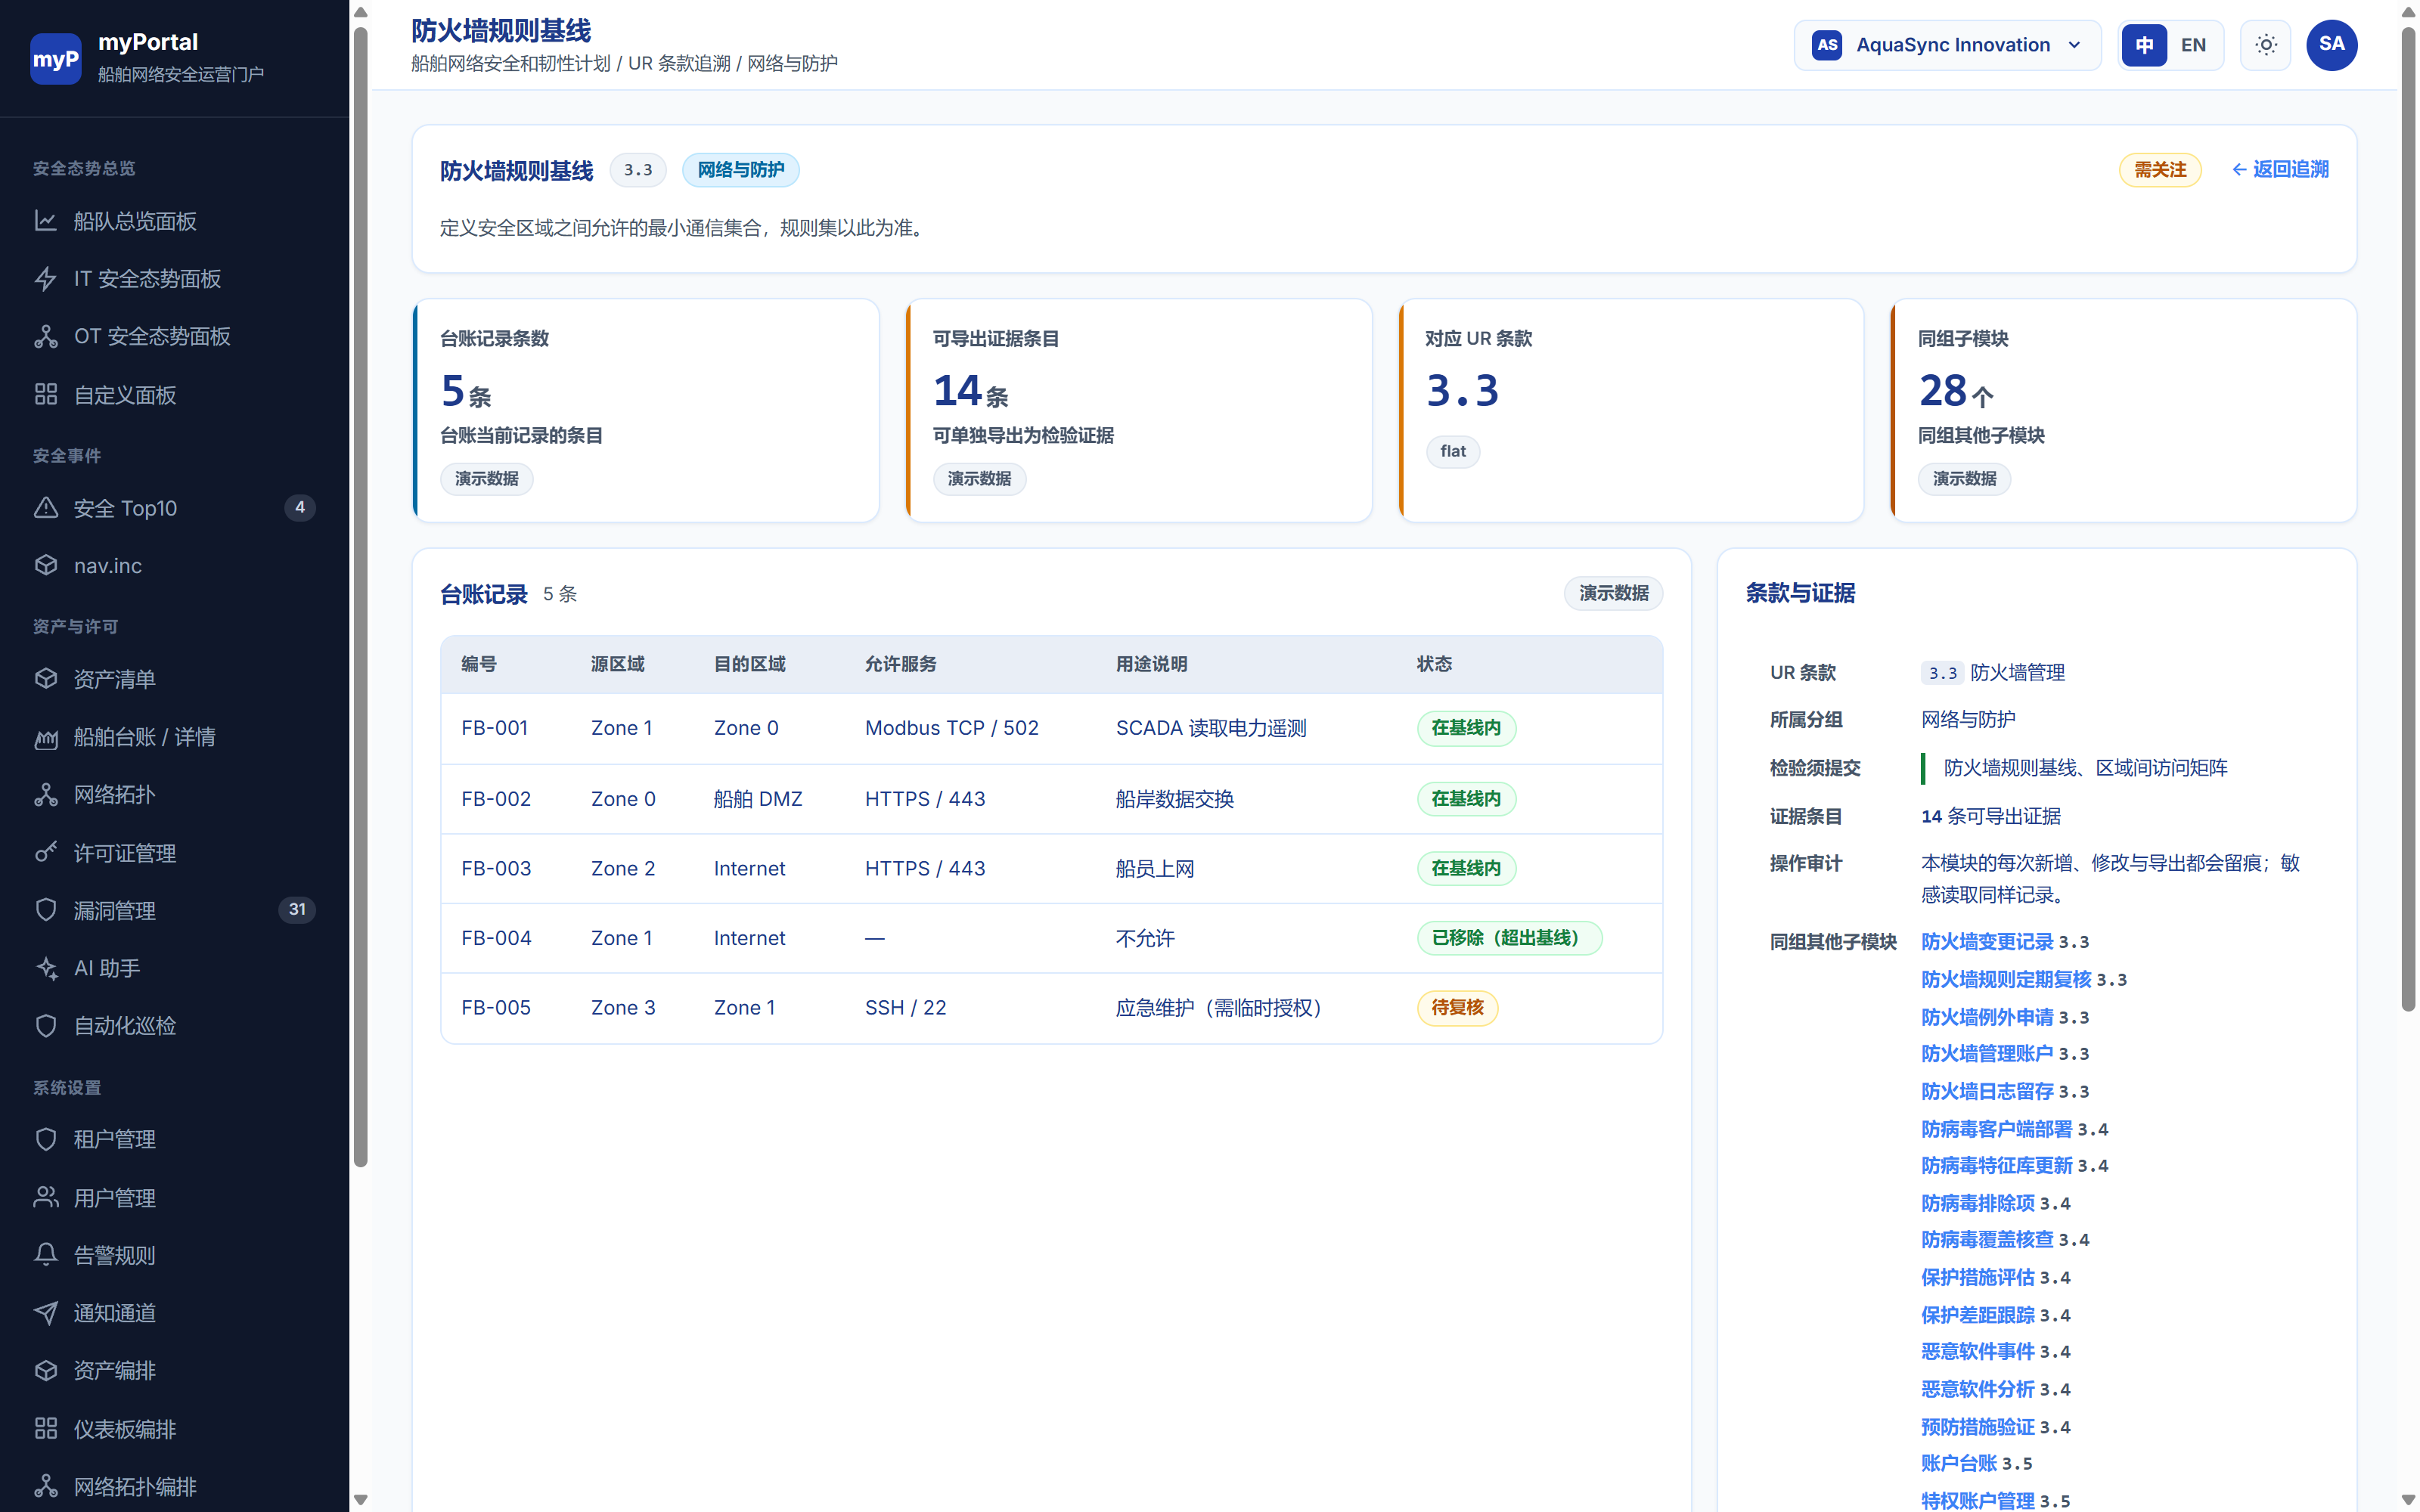 myP
myPortal
船舶网络安全运营门户
安全态势总览
船队总览面板
IT 安全态势面板
OT 安全态势面板
自定义面板
安全事件
安全 Top10
4
nav.inc
资产与许可
资产清单
船舶台账 / 详情
网络拓扑
许可证管理
漏洞管理
31
AI 助手
自动化巡检
系统设置
租户管理
用户管理
告警规则
通知通道
资产编排
仪表板编排
网络拓扑编排
防火墙规则基线
船舶网络安全和韧性计划 / UR 条款追溯 / 网络与防护
AS AquaSync Innovation
中 EN
SA
防火墙规则基线 3.3 网络与防护
需关注 ← 返回追溯
定义安全区域之间允许的最小通信集合，规则集以此为准。
台账记录条数
5 条
台账当前记录的条目
演示数据
可导出证据条目
14 条
可单独导出为检验证据
演示数据
对应 UR 条款
3.3
flat
同组子模块
28 个
同组其他子模块
演示数据
台账记录 5 条 演示数据
编号 源区域 目的区域 允许服务 用途说明 状态
FB-001 Zone 1 Zone 0 Modbus TCP / 502 SCADA 读取电力遥测 在基线内
FB-002 Zone 0 船舶 DMZ HTTPS / 443 船岸数据交换 在基线内
FB-003 Zone 2 Internet HTTPS / 443 船员上网 在基线内
FB-004 Zone 1 Internet — 不允许 已移除（超出基线）
FB-005 Zone 3 Zone 1 SSH / 22 应急维护（需临时授权） 待复核
条款与证据
UR 条款 3.3 防火墙管理
所属分组 网络与防护
检验须提交 防火墙规则基线、区域间访问矩阵
证据条目 14 条可导出证据
操作审计 本模块的每次新增、修改与导出都会留痕；敏
感读取同样记录。
同组其他子模块 防火墙变更记录 3.3
防火墙规则定期复核 3.3
防火墙例外申请 3.3
防火墙管理账户 3.3
防火墙日志留存 3.3
防病毒客户端部署 3.4
防病毒特征库更新 3.4
防病毒排除项 3.4
防病毒覆盖核查 3.4
保护措施评估 3.4
保护差距跟踪 3.4
恶意软件事件 3.4
恶意软件分析 3.4
预防措施验证 3.4
账户台账 3.5
特权账户管理 3.5